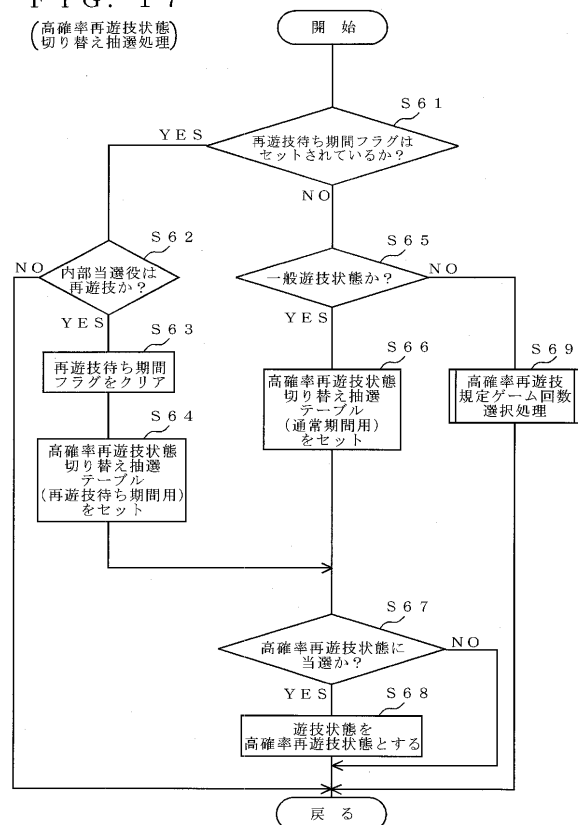 FIG. 17
(高確率再遊技状態
切り替え抽選処理)
開 始
S61
再遊技待ち期間フラグは
セットされているか？
YES
NO
S62
内部当選役は
再遊技か？
NO
YES
S65
一般遊技状態か？
NO
YES
S63
再遊技待ち期間
フラグをクリア
S66
高確率再遊技状態
切り替え抽選
テーブル
(通常期間用)
をセット
S69
高確率再遊技
規定ゲーム回数
選択処理
S64
高確率再遊技状態
切り替え抽選
テーブル
(再遊技待ち期間用)
をセット
S67
高確率再遊技状態に
当選か？
NO
YES
S68
遊技状態を
高確率再遊技状態とする
戻 る